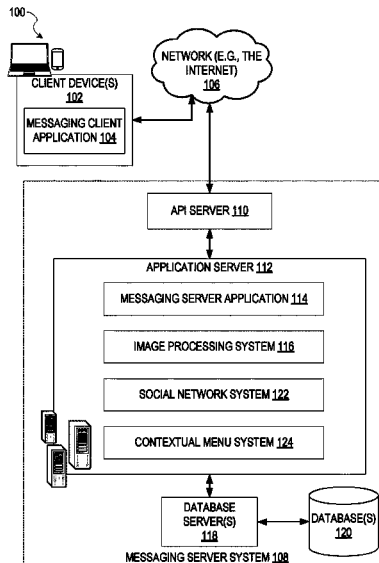 100
CLIENT DEVICE(S)
102
MESSAGING CLIENT
APPLICATION 104
NETWORK (E.G., THE
INTERNET)
106
API SERVER 110
APPLICATION SERVER 112
MESSAGING SERVER APPLICATION 114
IMAGE PROCESSING SYSTEM 116
SOCIAL NETWORK SYSTEM 122
CONTEXTUAL MENU SYSTEM 124
DATABASE
SERVER(S)
118
DATABASE(S)
120
MESSAGING SERVER SYSTEM 108